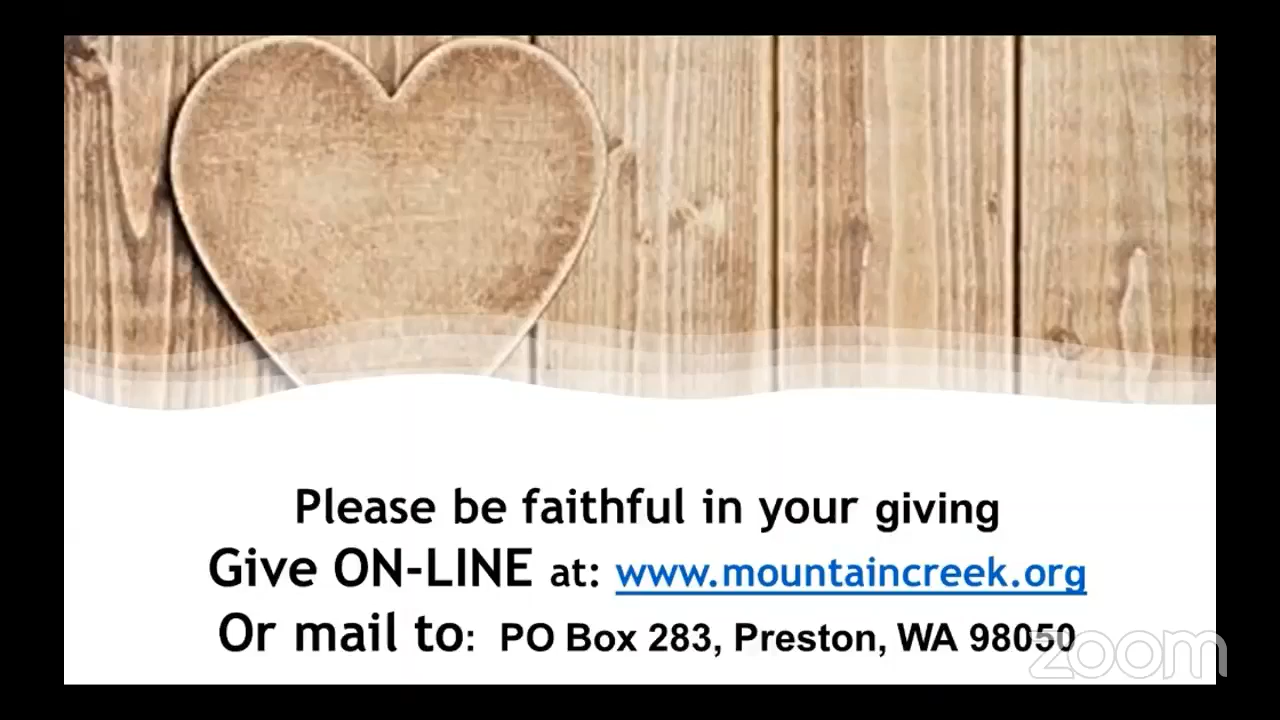 Please be faithful in your giving
Give ON-LINE at: www.mountaincreek.org
Or mail to: PO Box 283, Preston, WA 98050
zoom